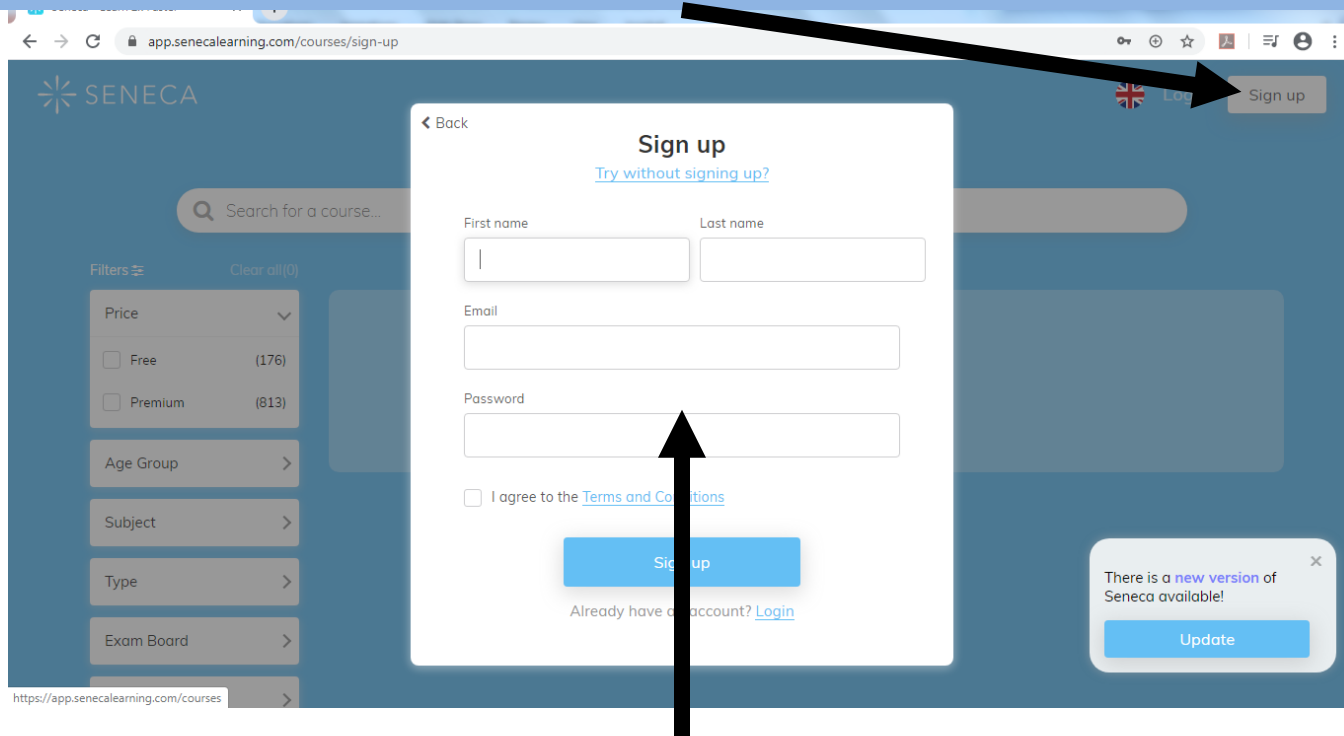 app.senecalearning.com/courses/sign-up
SENECA
Sign up
Back
Sign up
Try without signing up?
Search for a course...
First name
Last name
Filters
Clear all(0)
Price
Email
Free (176)
Premium (813)
Password
Age Group
I agree to the Terms and Conditions
Subject
Sign up
There is a new version of
Seneca available!
Type
Already have an account? Login
Update
Exam Board
https://app.senecalearning.com/courses